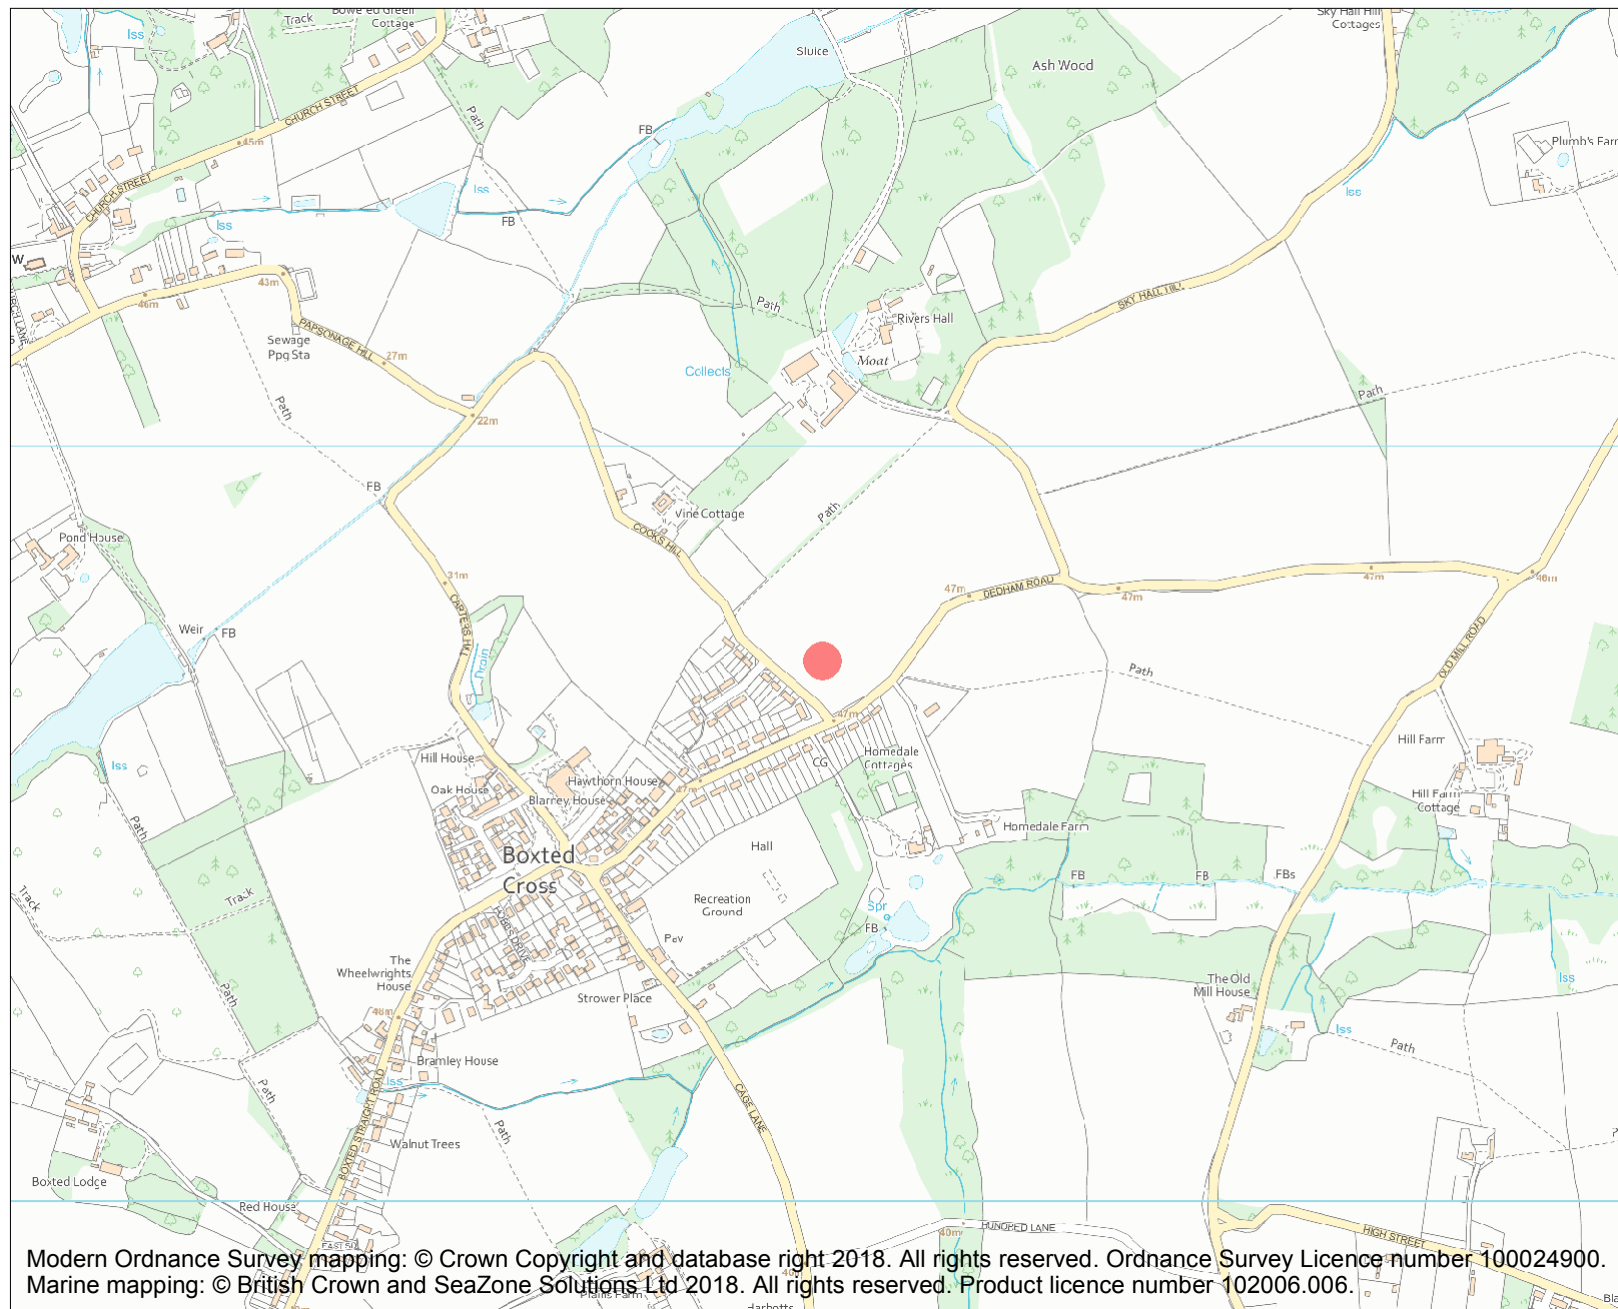 Track
Cottage
Iss
Sluice
Sky Hall Hill
Cottages
Ash Wood
CHURCH STREET
Path
FB
45m
Plumb's Farm
CHURCH STREET
Iss
Iss
FB
Iss
W
43m
46m
Path
SKY HALL HILL
Rivers Hall
Sewage
Ppg Sta
PARSONAGE HILL
27m
Moat
Collects
Path
Path
22m
FB
Vine Cottage
Path
COCKS HILL
Pond House
31m
47m
DEDHAM ROAD
47m
47m
46m
CARTERS HILL
Weir
FB
Drain
OLD MILL ROAD
Path
47m
Hill Farm
Iss
Hill House
Homedale
Cottages
CG
Hawthorn House
47m
Oak House
Blarney House
Hill Farm
Cottage
Path
Homedale Farm
Boxted
Cross
Hall
FB
FB
FBs
Track
Track
Recreation
Ground
Spr
FB
Pav
HOBBS DRIVE
The
Wheelwrights
House
Iss
The Old
Mill House
Strower Place
Path
48m
Iss
Path
Bramley House
Iss
Path
CAGE LANE
Path
Walnut Trees
BOXTED STRAIGHT ROAD
Boxted Lodge
Red House
HUNDRED LANE
40m
HIGH STREET
Modern Ordnance Survey mapping: © Crown Copyright and database right 2018. All rights reserved. Ordnance Survey Licence number 100024900.
Marine mapping: © British Crown and SeaZone Solutions Ltd 2018. All rights reserved. Product licence number 102006.006.